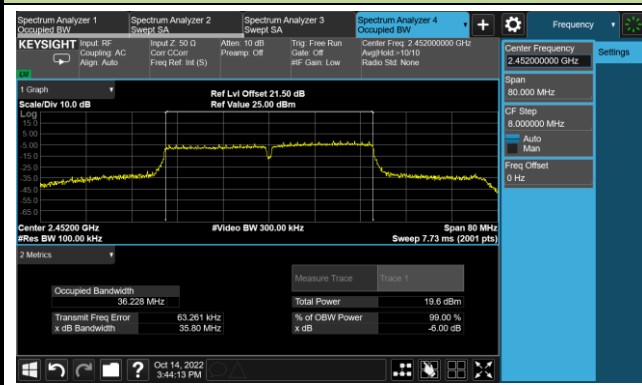 Spectrum Analyzer 1
Occupied BW
Spectrum Analyzer 2
Swept SA
Spectrum Analyzer 3
Swept SA
Spectrum Analyzer 4
Occupied BW
Frequency
KEYSIGHT
Input: RF
Coupling: AC
Align: Auto
Input Z: 50 Ω
Corr CCorr
Freq Ref: Int (S)
Atten: 10 dB
Preamp: Off
Trig: Free Run
Gate: Off
#IF Gain: Low
Center Freq: 2.452000000 GHz
Avg|Hold:>10/10
Radio Std: None
Center Frequency
2.452000000 GHz
Settings
Span
80.000 MHz
CF Step
8.000000 MHz
Auto
Man
Freq Offset
0 Hz
1 Graph
Scale/Div 10.0 dB
Ref Lvl Offset 21.50 dB
Ref Value 25.00 dBm
Log
15.0
5.00
-5.00
-15.0
-25.0
-35.0
-45.0
-55.0
-65.0
Center 2.45200 GHz
#Res BW 100.00 kHz
#Video BW 300.00 kHz
Span 80 MHz
Sweep 7.73 ms (2001 pts)
2 Metrics
Measure Trace
Trace 1
Occupied Bandwidth
36.228 MHz
Total Power
19.6 dBm
Transmit Freq Error
63.261 kHz
% of OBW Power
99.00 %
x dB Bandwidth
35.80 MHz
x dB
-6.00 dB
Oct 14, 2022
3:44:13 PM